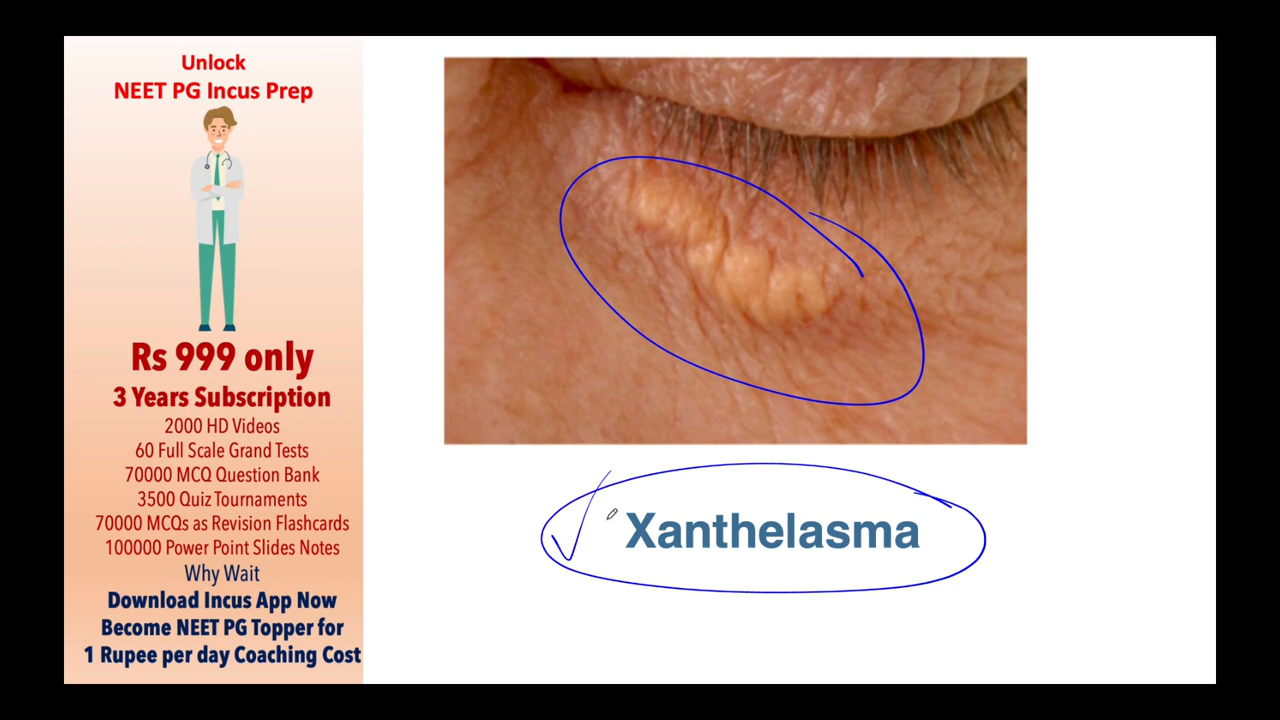 Unlock
NEET PG Incus Prep
Rs 999 only
3 Years Subscription
2000 HD Videos
60 Full Scale Grand Tests
70000 MCQ Question Bank
3500 Quiz Tournaments
70000 MCQs as Revision Flashcards
100000 Power Point Slides Notes
Why Wait
Download Incus App Now
Become NEET PG Topper for
1 Rupee per day Coaching Cost
Xanthelasma